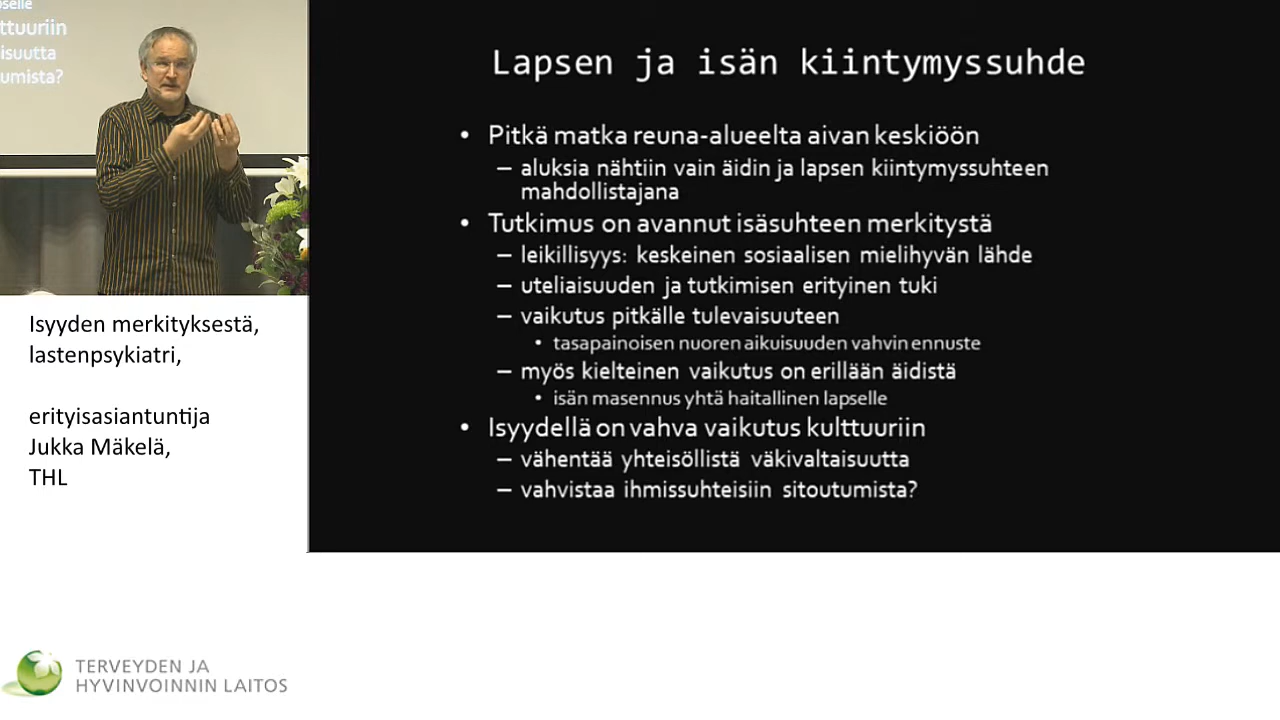 selle
ttuuriin
isuutta
umista?
Lapsen ja isän kiintymyssuhde
• Pitkä matka reuna-alueelta aivan keskiöön
– aluksia nähtiin vain äidin ja lapsen kiintymyssuhteen
mahdollistajana
• Tutkimus on avannut isäsuhteen merkitystä
– leikillisyys: keskeinen sosiaalisen mielihyvän lähde
– uteliaisuuden ja tutkimisen erityinen tuki
– vaikutus pitkälle tulevaisuuteen
• tasapainoisen nuoren aikuisuuden vahvin ennuste
– myös kielteinen vaikutus on erillään äidistä
• isän masennus yhtä haitallinen lapselle
• Isyydellä on vahva vaikutus kulttuuriin
– vähentää yhteisöllistä väkivaltaisuutta
– vahvistaa ihmissuhteisiin sitoutumista?
Isyyden merkityksestä,
lastenpsykiatri,
erityisasiantuntija
Jukka Mäkelä,
THL
TERVEYDEN JA
HYVINVOINNIN LAITOS